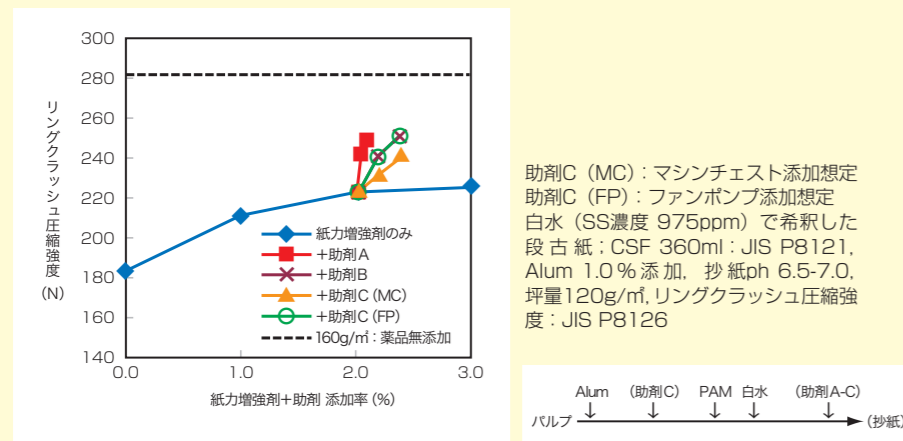 300
280
260
240
220
200
180
160
140
0.0
1.0
2.0
3.0
リングクラッシュ圧縮強度
(N)
紙力増強剤+助剤 添加率(%)
紙力増強剤のみ
+助剤A
+助剤B
+助剤C(MC)
+助剤C(FP)
160g/㎡:薬品無添加
助剤C(MC):マシンチェスト添加想定
助剤C(FP):ファンポンプ添加想定
白水(SS濃度 975ppm)で希釈した
段古紙;CSF 360ml:JIS P8121,
Alum 1.0%添加, 抄紙ph 6.5-7.0,
坪量120g/㎡,リングクラッシュ圧縮強
度:JIS P8126
Alum (助剤C) PAM 白水 (助剤A-C)
↓ ↓ ↓ ↓ ↓
パルプ (抄紙)